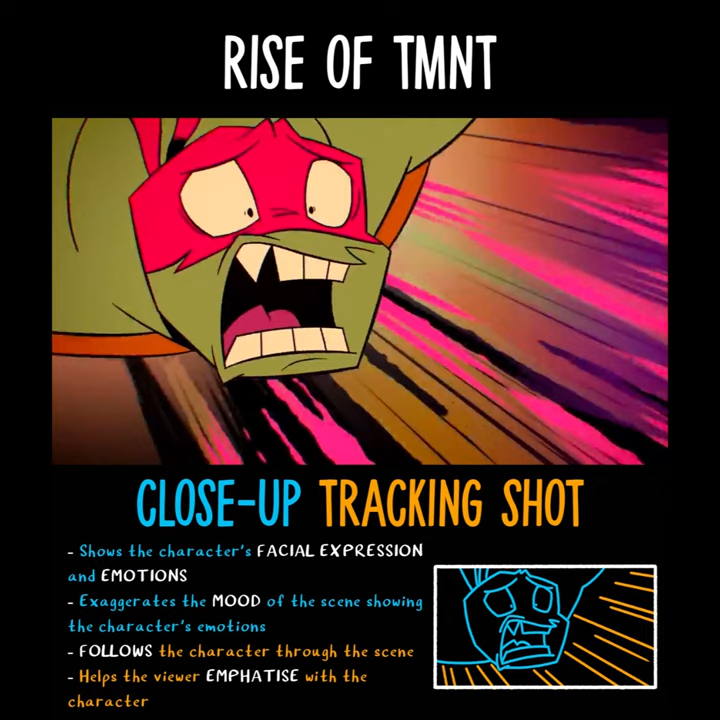 RISE OF TMNT
CLOSE-UP TRACKING SHOT
- Shows the character's FACIAL EXPRESSION
and EMOTIONS
- Exaggerates the MOOD of the scene showing
the character's emotions
- FOLLOWS the character through the scene
- Helps the viewer EMPHATISE with the
character